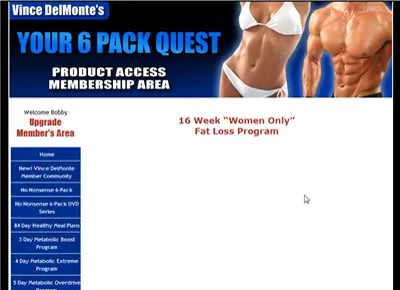 Vince DelMonte's
YOUR 6 PACK QUEST
PRODUCT ACCESS
MEMBERSHIP AREA
Welcome Bobby
Upgrade
Member's Area
16 Week “Women Only”
Fat Loss Program
Home
New! Vince DelMonte
Member Community
No Nonsense 6-Pack
No Nonsense 6-Pack DVD
Series
84 Day Healthy Meal Plans
3 Day Metabolic Boost
Program
4 Day Metabolic Extreme
Program
5 Day Metabolic Overdrive
Program